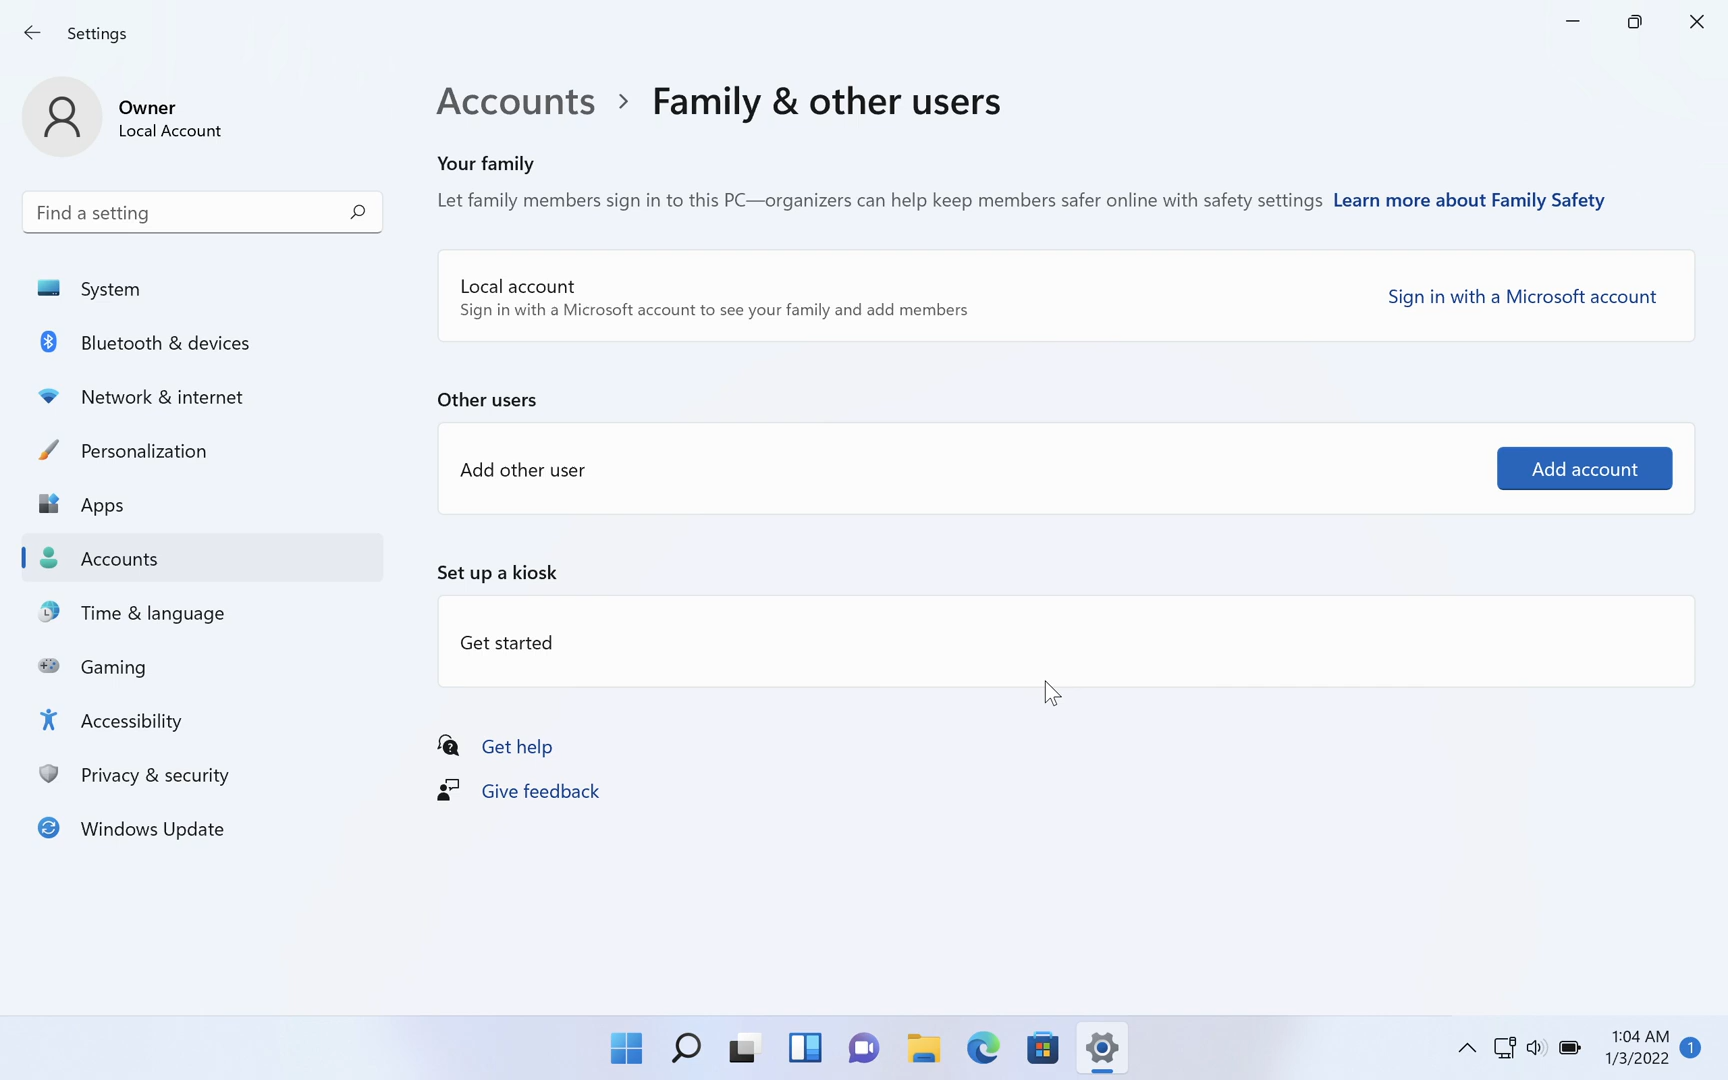 Settings
Owner
Local Account
Find a setting
System
Bluetooth & devices
Network & internet
Personalization
Apps
Accounts
Time & language
Gaming
Accessibility
Privacy & security
Windows Update
Accounts > Family & other users
Your family
Let family members sign in to this PC—organizers can help keep members safer online with safety settings Learn more about Family Safety
Local account
Sign in with a Microsoft account to see your family and add members
Sign in with a Microsoft account
Other users
Add other user
Add account
Set up a kiosk
Get started
Get help
Give feedback
1:04 AM
1/3/2022
1